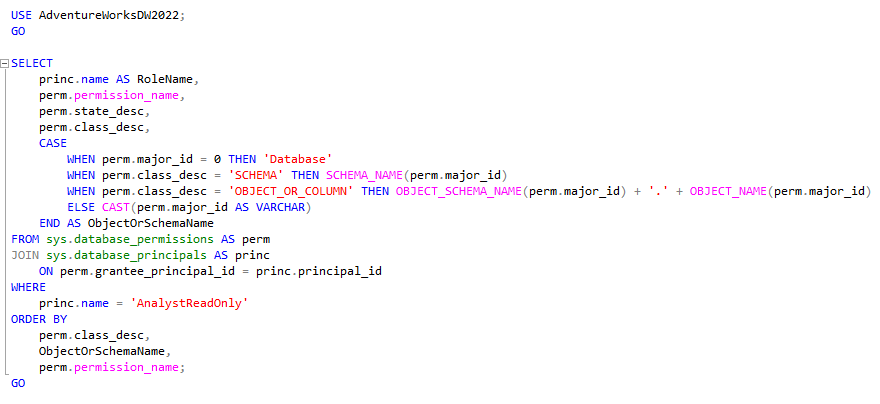 USE AdventureWorksDW2022;
GO

SELECT
    princ.name AS RoleName,
    perm.permission_name,
    perm.state_desc,
    perm.class_desc,
    CASE
        WHEN perm.major_id = 0 THEN 'Database'
        WHEN perm.class_desc = 'SCHEMA' THEN SCHEMA_NAME(perm.major_id)
        WHEN perm.class_desc = 'OBJECT_OR_COLUMN' THEN OBJECT_SCHEMA_NAME(perm.major_id) + '.' + OBJECT_NAME(perm.major_id)
        ELSE CAST(perm.major_id AS VARCHAR)
    END AS ObjectOrSchemaName
FROM sys.database_permissions AS perm
JOIN sys.database_principals AS princ
    ON perm.grantee_principal_id = princ.principal_id
WHERE
    princ.name = 'AnalystReadOnly'
ORDER BY
    perm.class_desc,
    ObjectOrSchemaName,
    perm.permission_name;
GO